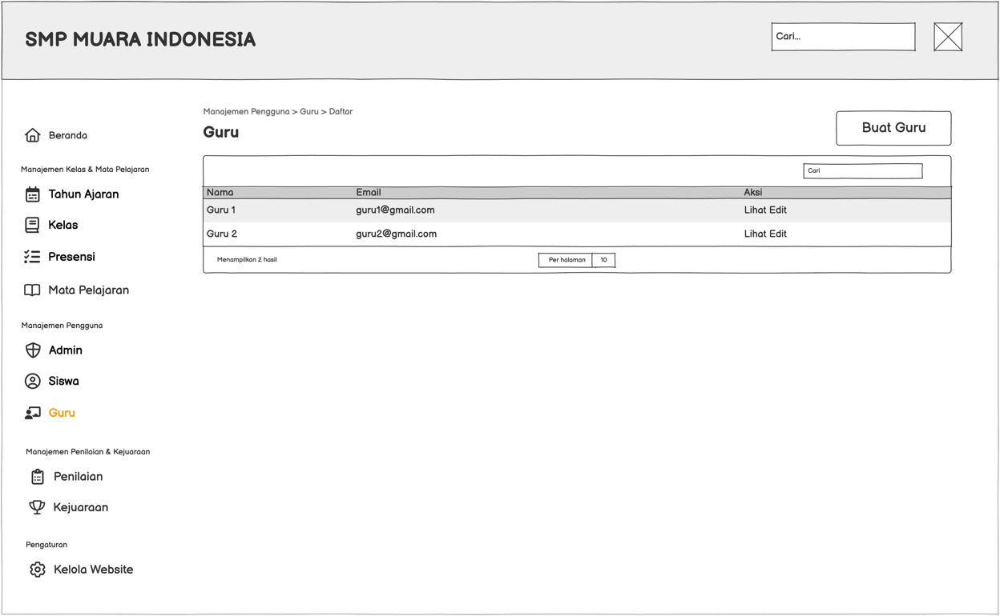 SMP MUARA INDONESIA
Cari...
Beranda
Manajemen Kelas & Mata Pelajaran
Tahun Ajaran
Kelas
Presensi
Mata Pelajaran
Manajemen Pengguna
Admin
Siswa
Guru
Manajemen Penilaian & Kejuaraan
Penilaian
Kejuaraan
Pengaturan
Kelola Website
Manajemen Pengguna > Guru > Daftar
Guru
Buat Guru
Cari
Nama Email Aksi
Guru 1 guru1@gmail.com Lihat Edit
Guru 2 guru2@gmail.com Lihat Edit
Menampilkan 2 hasil Per halaman 10